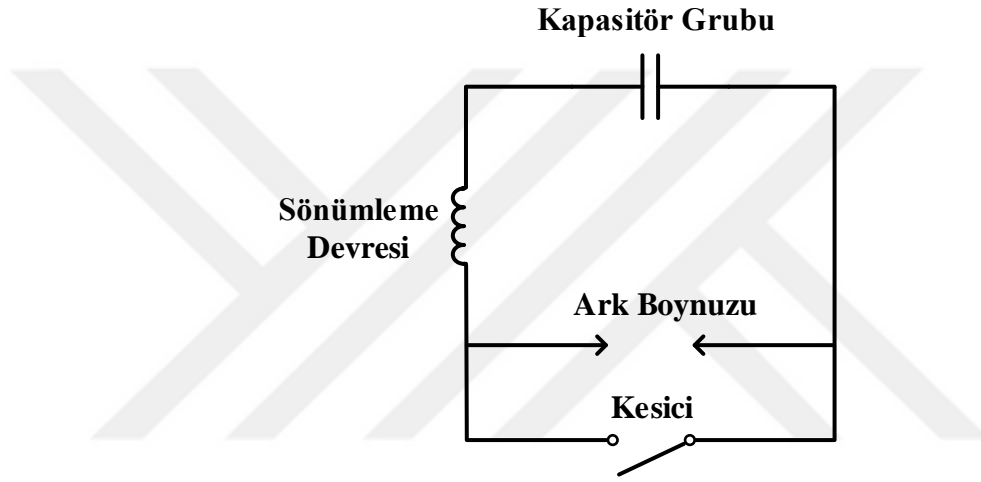 Kapasitör Grubu
Sönümleme
Devresi
Ark Boynuzu
Kesici